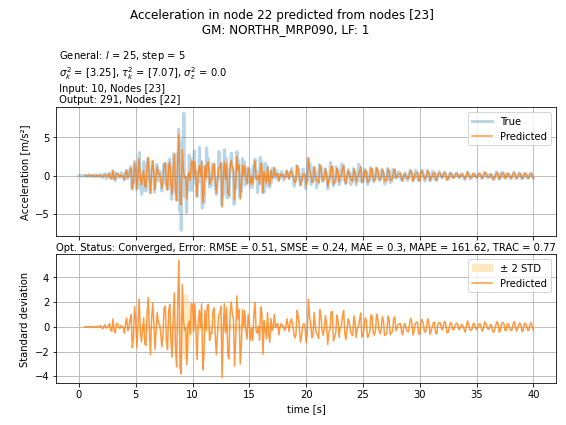 Acceleration in node 22 predicted from nodes [23]
GM: NORTHR_MRP090, LF: 1
General: l = 25, step = 5
σ²ₖ = [3.25], τ²ₖ = [7.07], σ²ε = 0.0
Input: 10, Nodes [23]
Output: 291, Nodes [22]
Acceleration [m/s²]
5
0
−5
True
Predicted
Opt. Status: Converged, Error: RMSE = 0.51, SMSE = 0.24, MAE = 0.3, MAPE = 161.62, TRAC = 0.77
Standard deviation
4
2
0
−2
−4
± 2 STD
Predicted
0 5 10 15 20 25 30 35 40
time [s]